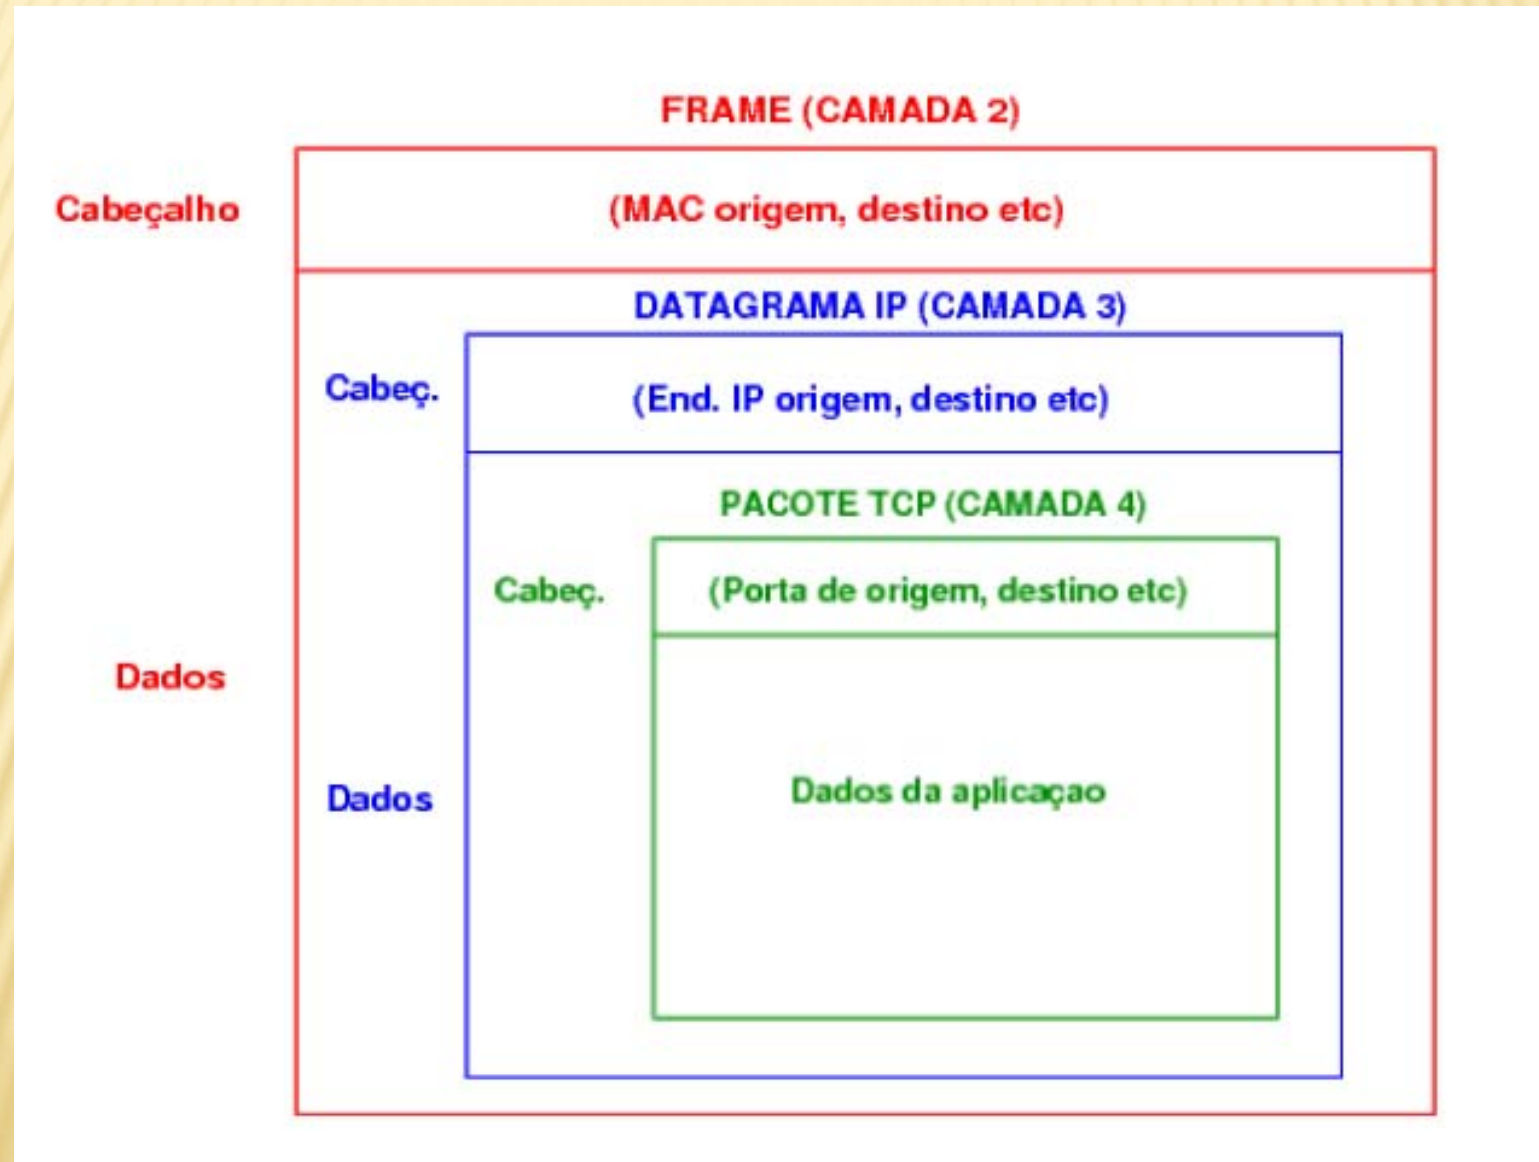 FRAME (CAMADA 2)
Cabeçalho
(MAC origem, destino etc)
DATAGRAMA IP (CAMADA 3)
Cabeç.
(End. IP origem, destino etc)
PACOTE TCP (CAMADA 4)
Cabeç.
(Porta de origem, destino etc)
Dados
Dados
Dados da aplicaçao